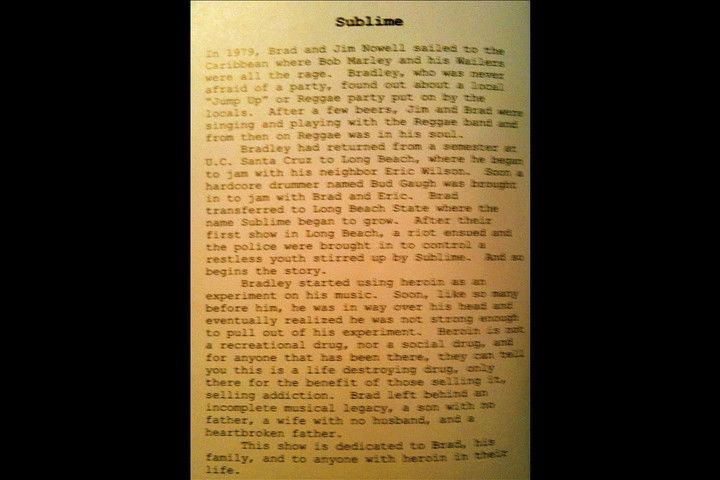 Sublime
In 1979, Brad and Jim Nowell sailed to the
Caribbean where Bob Marley and his Wailers
were all the rage. Bradley, who was never
afraid of a party, found out about a local
"Jump Up" or Reggae party put on by the
locals. After a few beers, Jim and Brad were
singing and playing with the Reggae band and
from then on Reggae was in his soul.
Bradley had returned from a semester at
U.C. Santa Cruz to Long Beach, where he began
to jam with his neighbor Eric Wilson. Soon a
hardcore drummer named Bud Gaugh was brought
in to jam with Brad and Eric. Brad
transferred to Long Beach State where the
name Sublime began to grow. After their
first show in Long Beach, a riot ensued and
the police were brought in to control a
restless youth stirred up by Sublime. And so
begins the story.
Bradley started using heroin as an
experiment on his music. Soon, like so many
before him, he was in way over his head and
eventually realized he was not strong enough
to pull out of his experiment. Heroin is not
a recreational drug, nor a social drug, and
for anyone that has been there, they can tell
you this is a life destroying drug, only
there for the benefit of those selling it,
selling addiction. Brad left behind an
incomplete musical legacy, a son with no
father, a wife with no husband, and a
heartbroken father.
This show is dedicated to Brad, his
family, and to anyone with heroin in their
life.